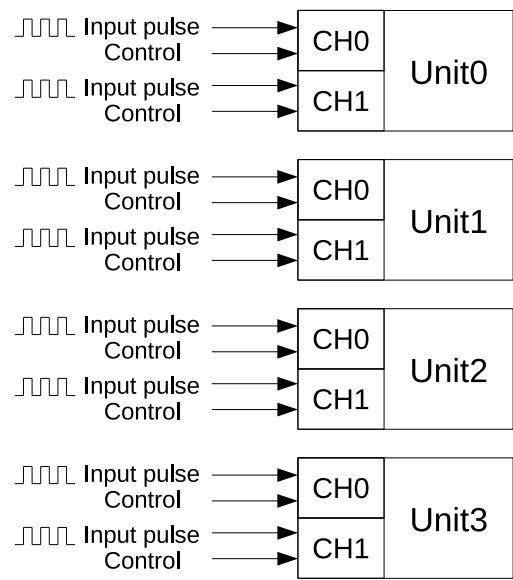 Input pulse
Control
CH0
Input pulse
Control
CH1
Unit0
Input pulse
Control
CH0
Input pulse
Control
CH1
Unit1
Input pulse
Control
CH0
Input pulse
Control
CH1
Unit2
Input pulse
Control
CH0
Input pulse
Control
CH1
Unit3